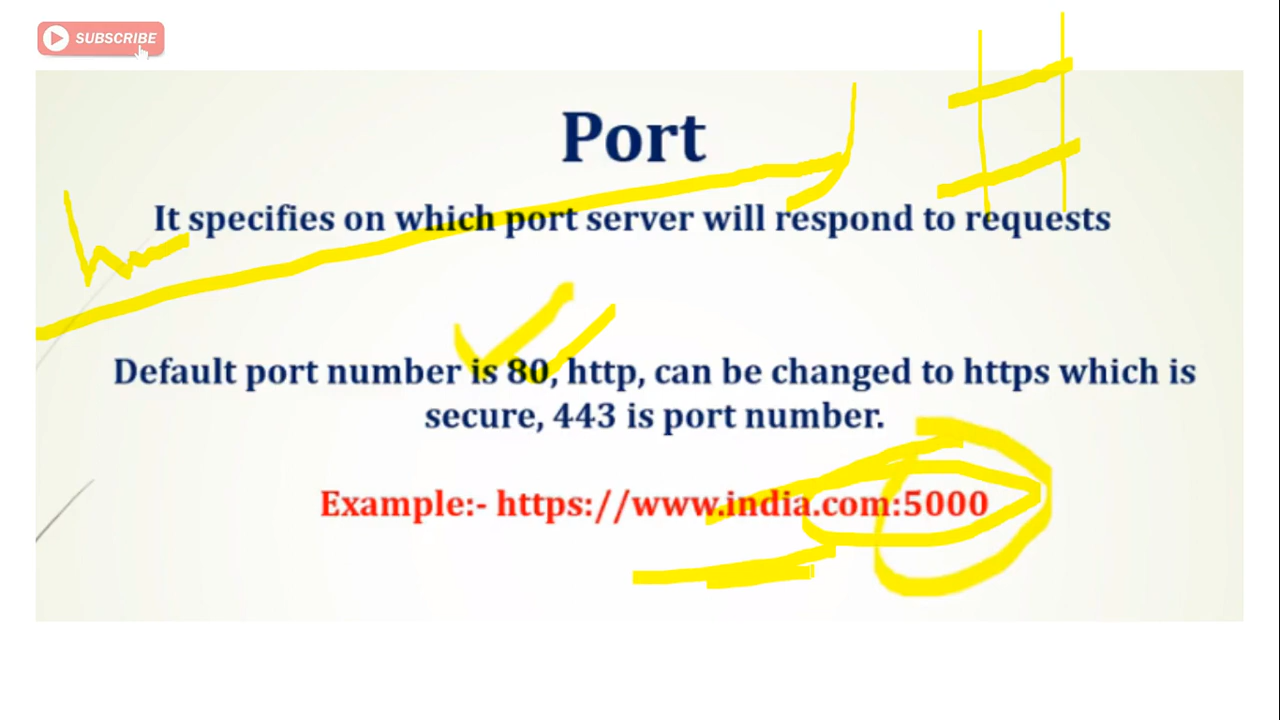 SUBSCRIBE
Port
It specifies on which port server will respond to requests
Default port number is 80, http, can be changed to https which is
secure, 443 is port number.
Example:- https://www.india.com:5000